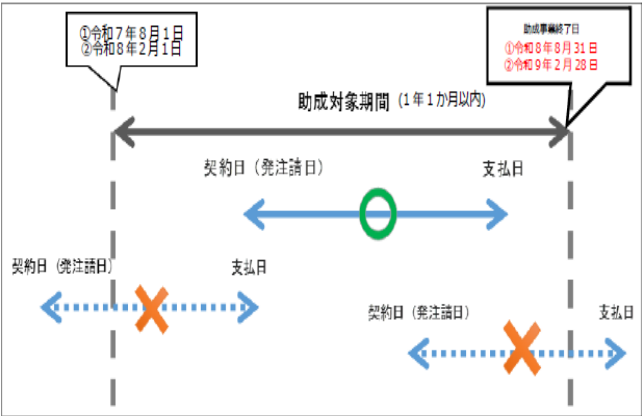 ①令和7年8月1日
②令和8年2月1日
助成事業終了日
①令和8年8月31日
②令和9年2月28日
助成対象期間 (1年1か月以内)
契約日（発注請日）
支払日
契約日（発注請日）
支払日
契約日（発注請日）
支払日